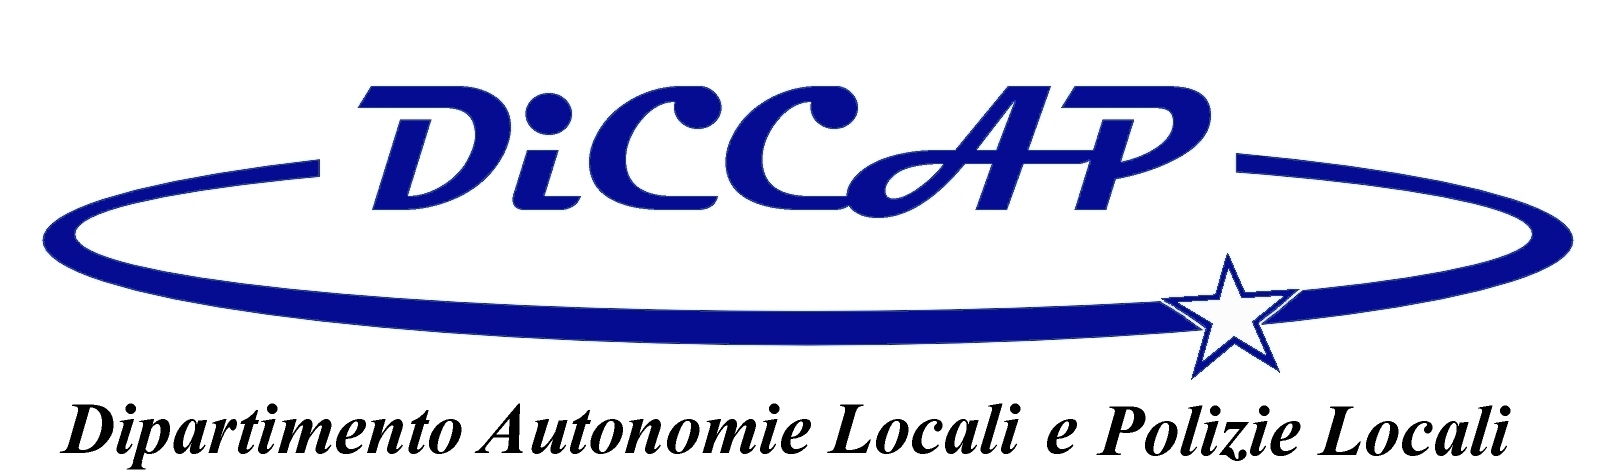 DiCCAP
Dipartimento Autonomie Locali e Polizie Locali